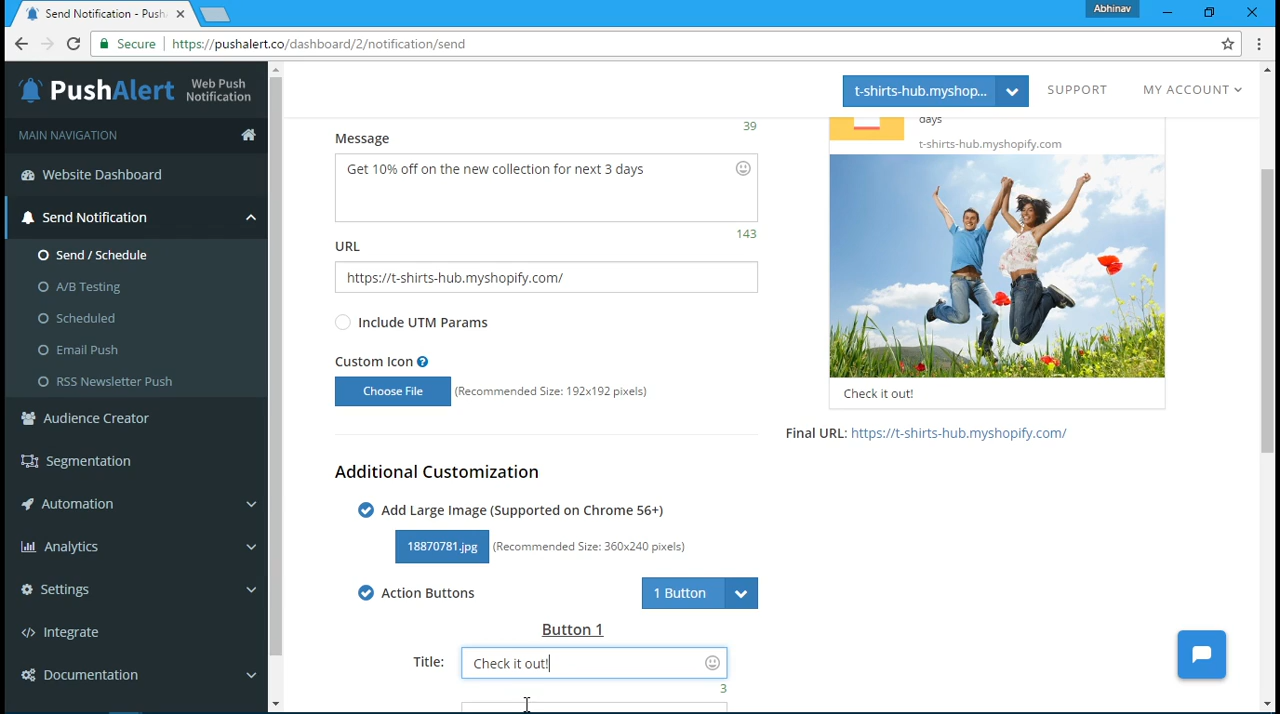 Send Notification - Push
Abhinav
Secure
https://pushalert.co/dashboard/2/notification/send
PushAlert
Web Push
Notification
t-shirts-hub.myshop...
SUPPORT
MY ACCOUNT
MAIN NAVIGATION
Website Dashboard
Send Notification
Send / Schedule
A/B Testing
Scheduled
Email Push
RSS Newsletter Push
Audience Creator
Segmentation
Automation
Analytics
Settings
Integrate
Documentation
39
Message
Get 10% off on the new collection for next 3 days
143
URL
https://t-shirts-hub.myshopify.com/
Include UTM Params
Custom Icon ?
Choose File
(Recommended Size: 192x192 pixels)
Additional Customization
Add Large Image (Supported on Chrome 56+)
18870781.jpg
(Recommended Size: 360x240 pixels)
Action Buttons
1 Button
Button 1
Title:
Check it out!
3
days
t-shirts-hub.myshopify.com
Check it out!
Final URL: https://t-shirts-hub.myshopify.com/